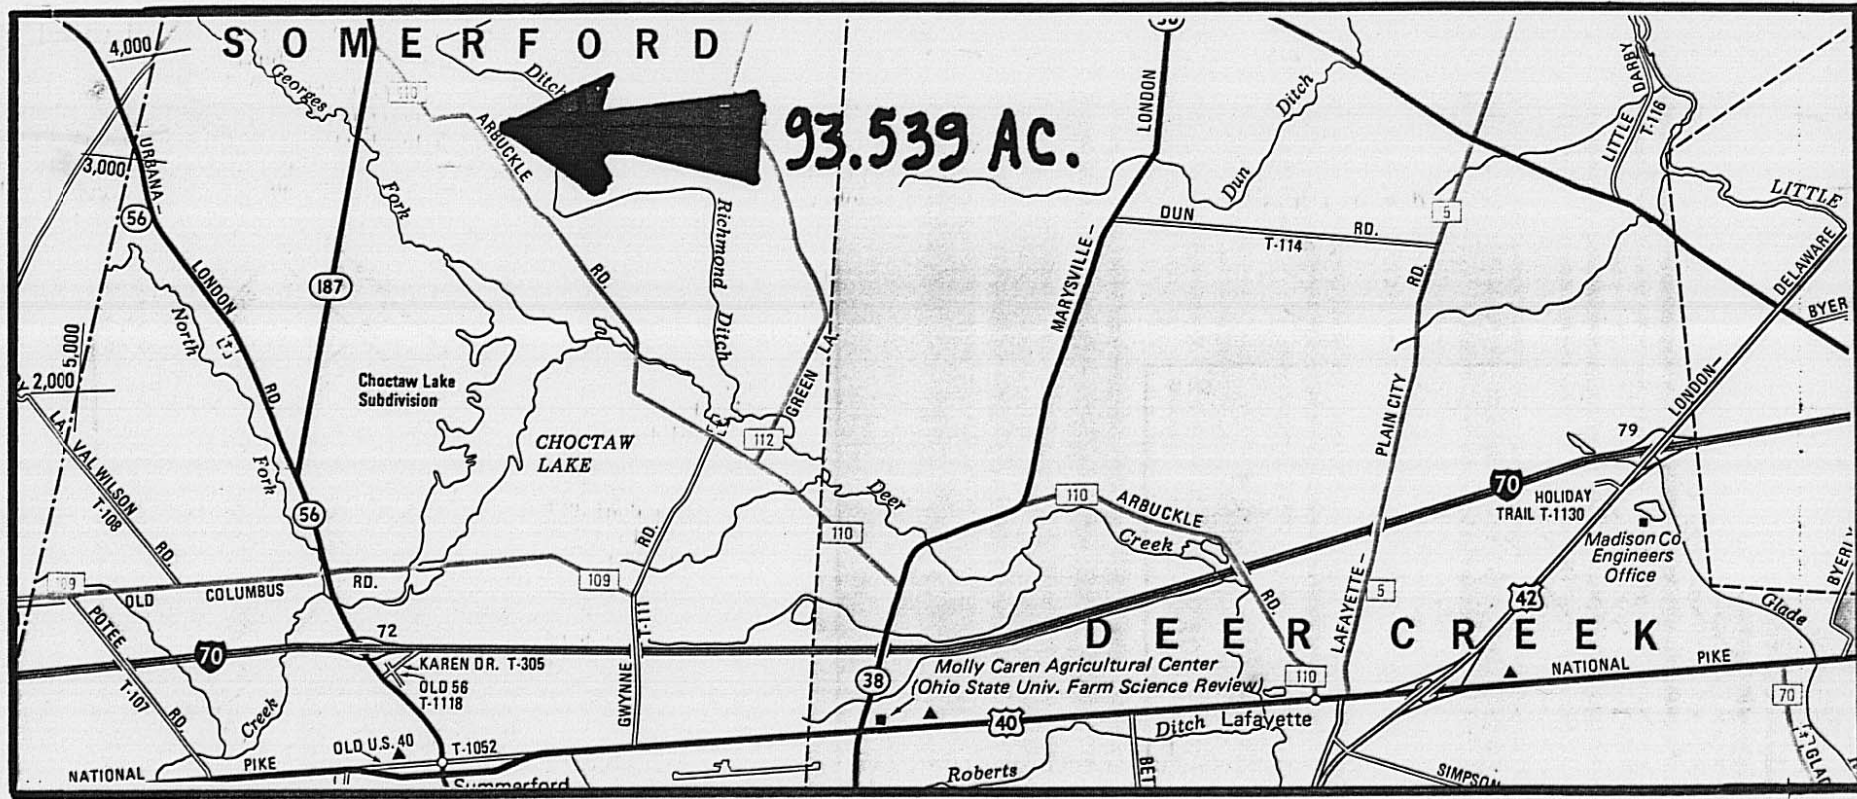 SOMERFORD
4,000
Georges
Fork
110
Ditch
ARBUCKLE
RD.
93.539 AC.
38
LONDON
MARYSVILLE-
Dun
Ditch
LITTLE DARBY
T-116
LITTLE
3,000
URBANA-
56
LONDON
RD.
187
Richmond
Ditch
DUN
RD.
T-114
5
RD.
PLAIN CITY
LAFAYETTE-
DELAWARE
LONDON-
BYER
North
Fork
5,000
2,000
Choctaw Lake
Subdivision
CHOCTAW
LAKE
GREEN LA.
112
LAVAL WILSON
T-108
RD.
56
Deer
110
110
ARBUCKLE
Creek
RD.
79
70
HOLIDAY
TRAIL T-1130
Madison Co.
Engineers
Office
RD.
109
OLD
COLUMBUS
RD.
109
T-111
GWYNNE
5
42
BYERLY
Glade
POTEE
T-107
RD.
70
72
KAREN DR. T-305
OLD 56
T-1118
DEER CREEK
Molly Caren Agricultural Center
(Ohio State Univ. Farm Science Review)
38
110
NATIONAL
PIKE
70
Creek
OLD U.S. 40
T-1052
40
Ditch
Lafayette
NATIONAL
PIKE
Summerford
Roberts
BET
SIMPSON
GLAD